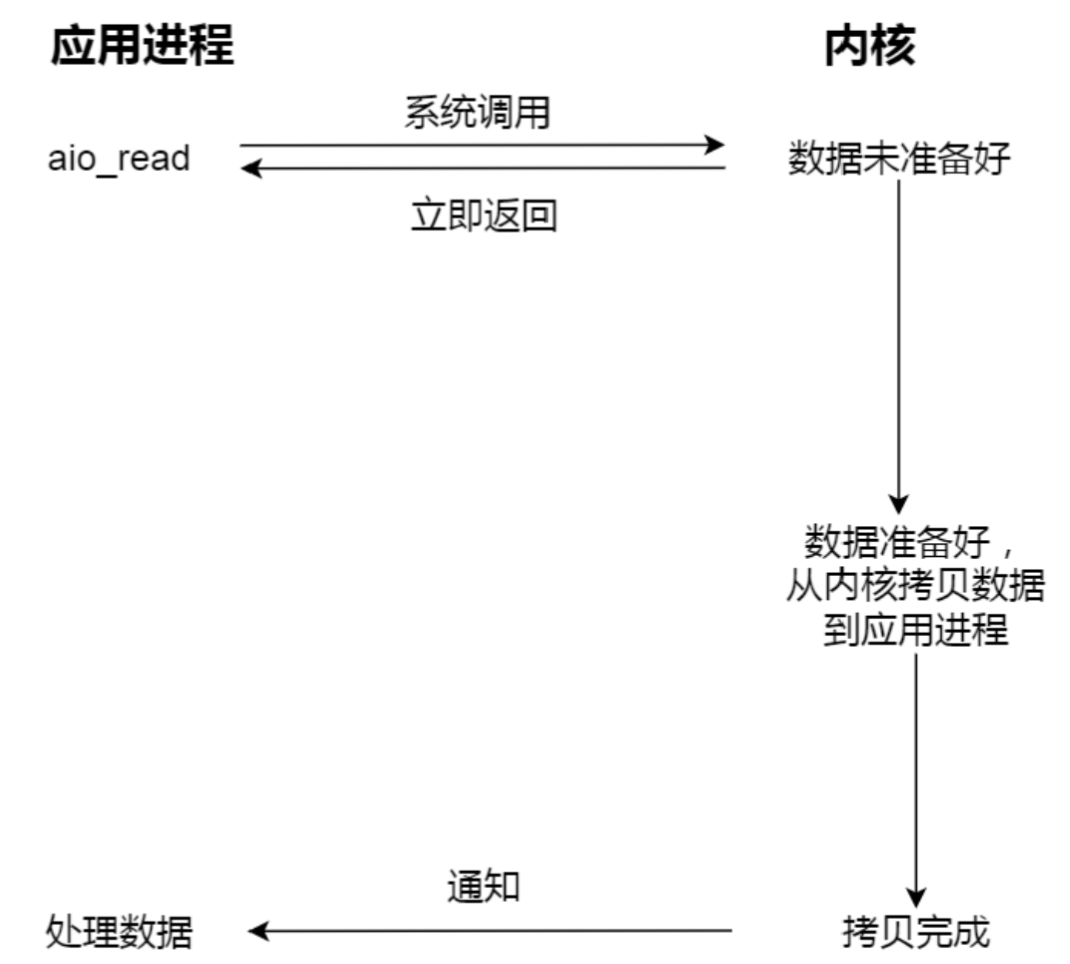 应用进程
内核
系统调用
aio_read
数据未准备好
立即返回
数据准备好，
从内核拷贝数据
到应用进程
通知
处理数据
拷贝完成